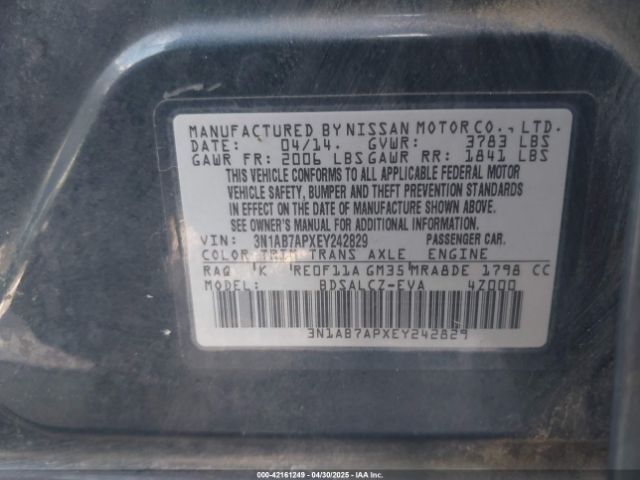 MANUFACTURED BY NISSAN MOTOR CO., LTD.
DATE: 04/14. GVWR: 3783 LBS
GAWR FR: 2006 LBS GAWR RR: 1841 LBS
THIS VEHICLE CONFORMS TO ALL APPLICABLE FEDERAL MOTOR
VEHICLE SAFETY, BUMPER AND THEFT PREVENTION STANDARDS
IN EFFECT ON THE DATE OF MANUFACTURE SHOWN ABOVE.
SEE OWNER'S MANUAL FOR ADDITIONAL INFORMATION.
VIN: 3N1AB7APXEY242829 PASSENGER CAR.
COLOR TRIM TRANS AXLE ENGINE
RAQ K RE0F11A GM35 MRA8DE 1798 CC
MODEL: BDSALCZ-EVA 4Z000
3N1AB7APXEY242829
000-42161249 - 04/30/2025 - IAA, Inc.